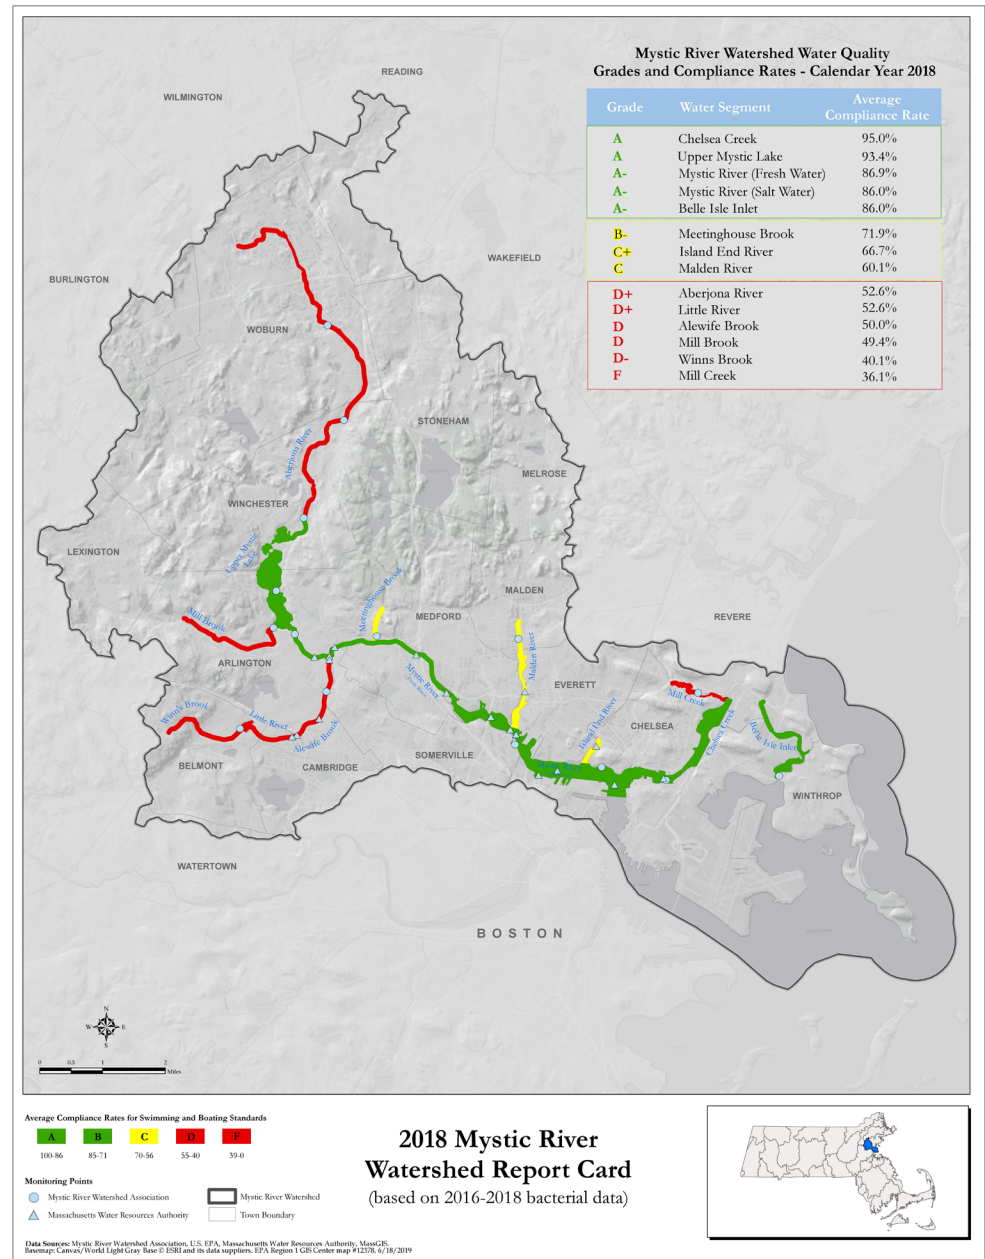 Mystic River Watershed Water Quality
Grades and Compliance Rates - Calendar Year 2018
Grade Water Segment Average Compliance Rate
A Chelsea Creek 95.0%
A Upper Mystic Lake 93.4%
A- Mystic River (Fresh Water) 86.9%
A- Mystic River (Salt Water) 86.0%
A- Belle Isle Inlet 86.0%
B- Meetinghouse Brook 71.9%
C+ Island End River 66.7%
C Malden River 60.1%
D+ Aberjona River 52.6%
D+ Little River 52.6%
D Alewife Brook 50.0%
D Mill Brook 49.4%
D- Winns Brook 40.1%
F Mill Creek 36.1%
READING
WILMINGTON
WAKEFIELD
BURLINGTON
WOBURN
STONEHAM
Aberjona River
MELROSE
WINCHESTER
LEXINGTON
Upper Mystic
Lake
MALDEN
Meetinghouse Brook
MEDFORD
REVERE
Mill Brook
ARLINGTON
Malden River
Mystic River
EVERETT
Mill Creek
Winn's Brook
Little River
Alewife Brook
Island End River
CHELSEA
Chelsea Creek
Belle Isle Inlet
BELMONT
CAMBRIDGE
SOMERVILLE
WINTHROP
WATERTOWN
BOSTON
N
W E
S
0 0.5 1 2
Miles
Average Compliance Rates for Swimming and Boating Standards
A B C D F
100-86 85-71 70-56 55-40 39-0
Monitoring Points
Mystic River Watershed Association
Massachusetts Water Resources Authority
Mystic River Watershed
Town Boundary
2018 Mystic River
Watershed Report Card
(based on 2016-2018 bacterial data)
Data Sources: Mystic River Watershed Association, U.S. EPA, Massachusetts Water Resources Authority, MassGIS.
Basemap: Canvas/World Light Gray Base © ESRI and its data suppliers. EPA Region 1 GIS Center map #12378, 6/18/2019